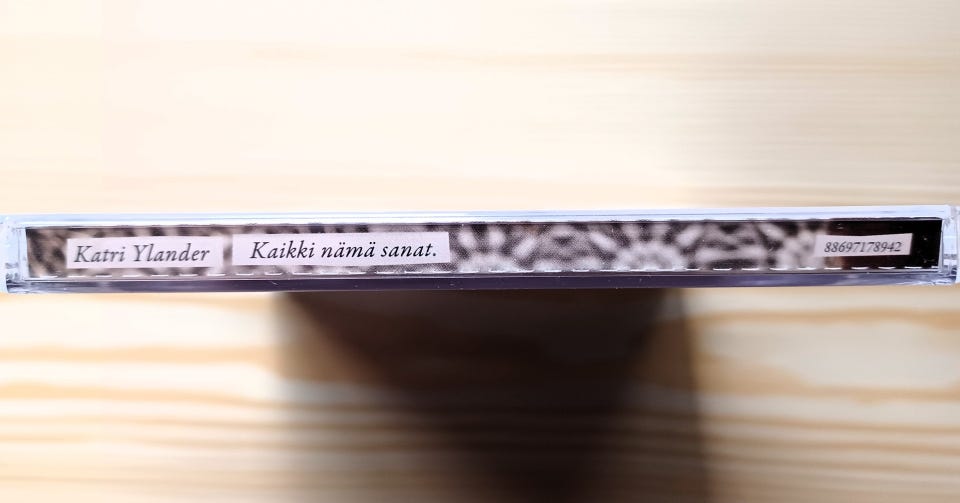 Katri Ylander Kaikki nämä sanat. 88697178942